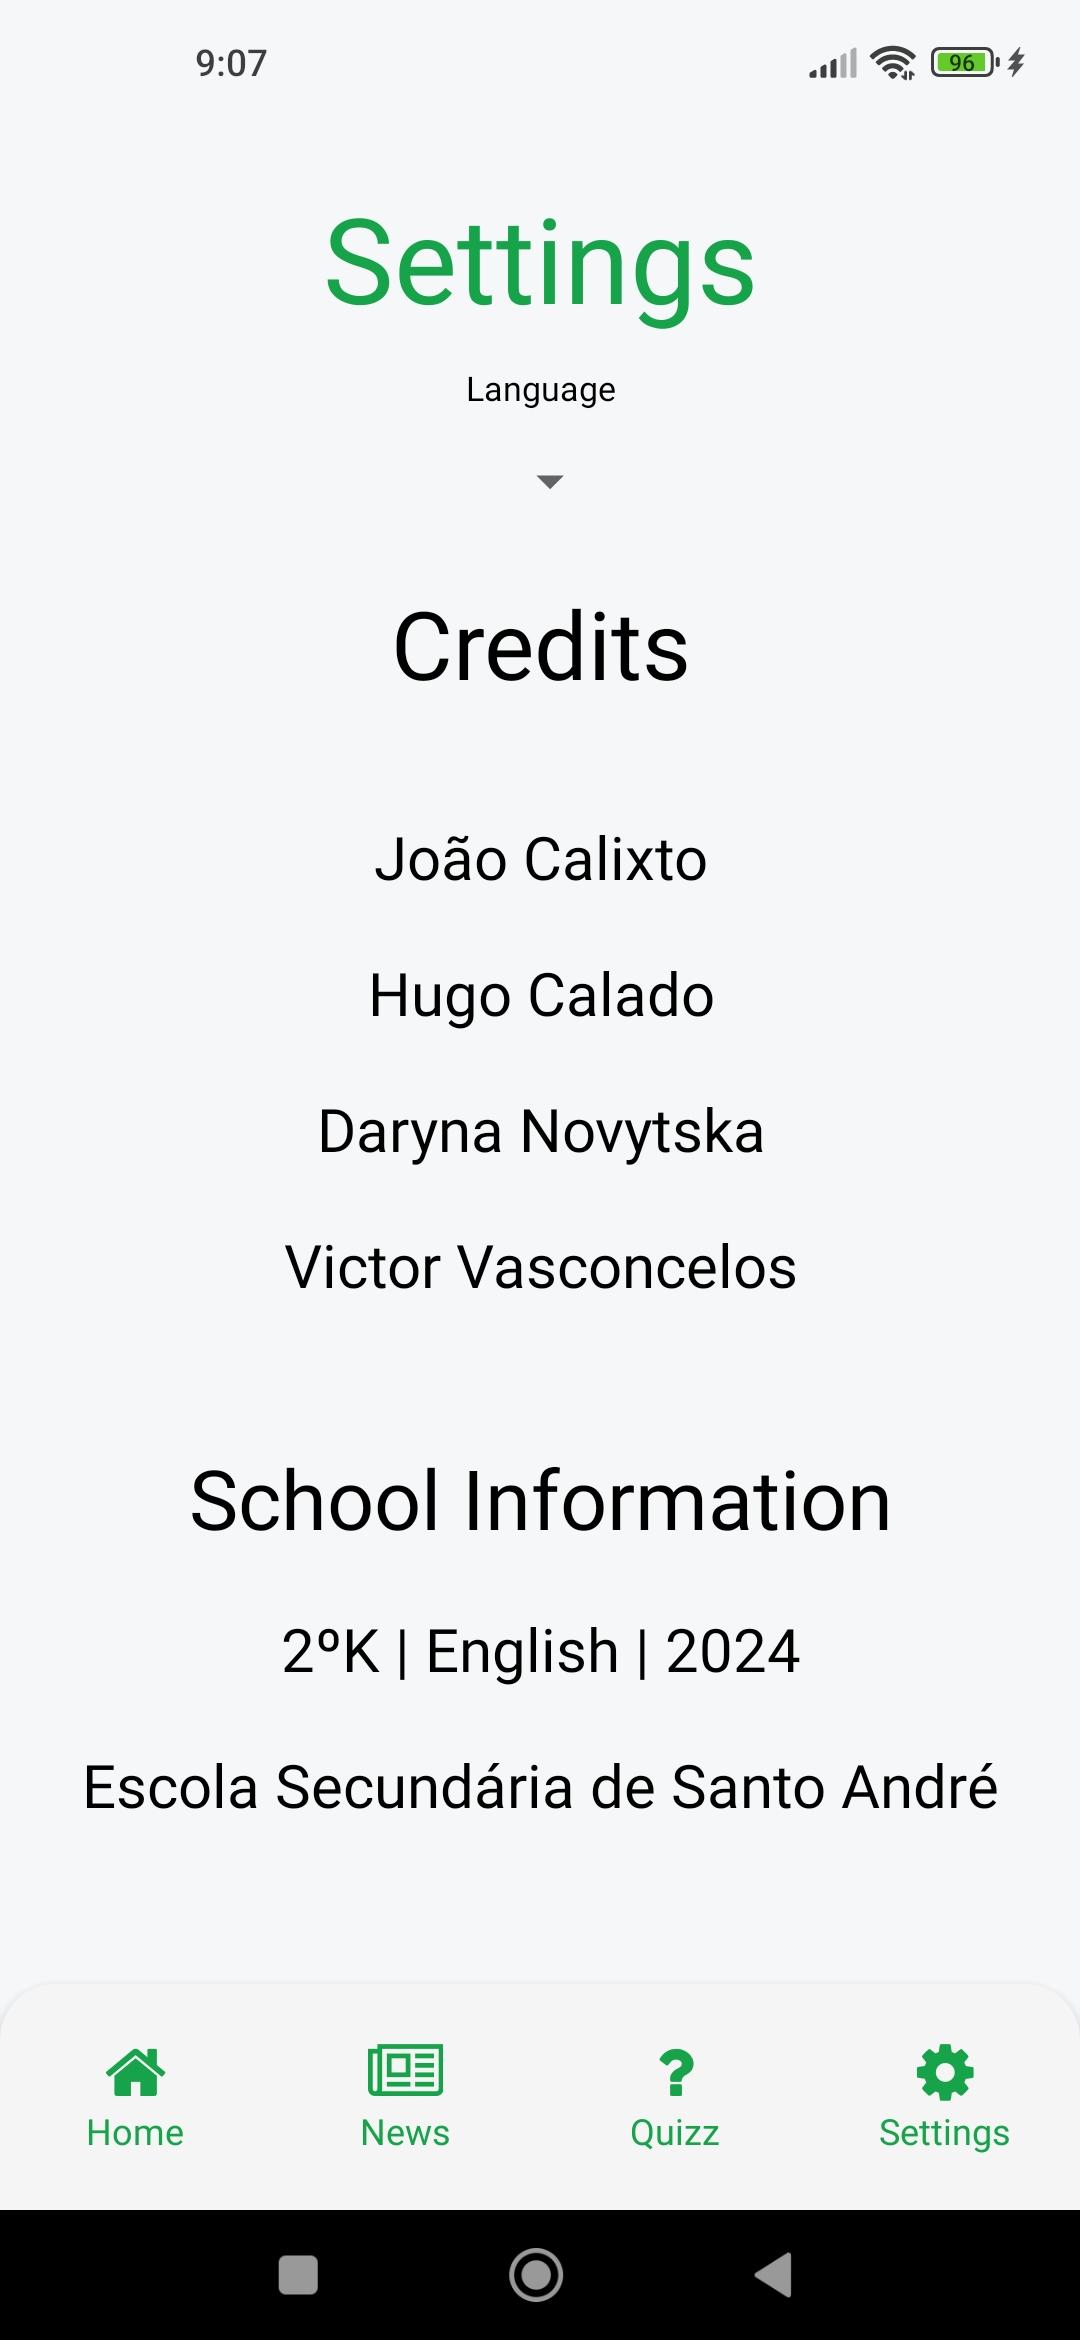 9:07
96
Settings
Language
Credits
João Calixto
Hugo Calado
Daryna Novytska
Victor Vasconcelos
School Information
2ºK | English | 2024
Escola Secundária de Santo André
Home News Quizz Settings